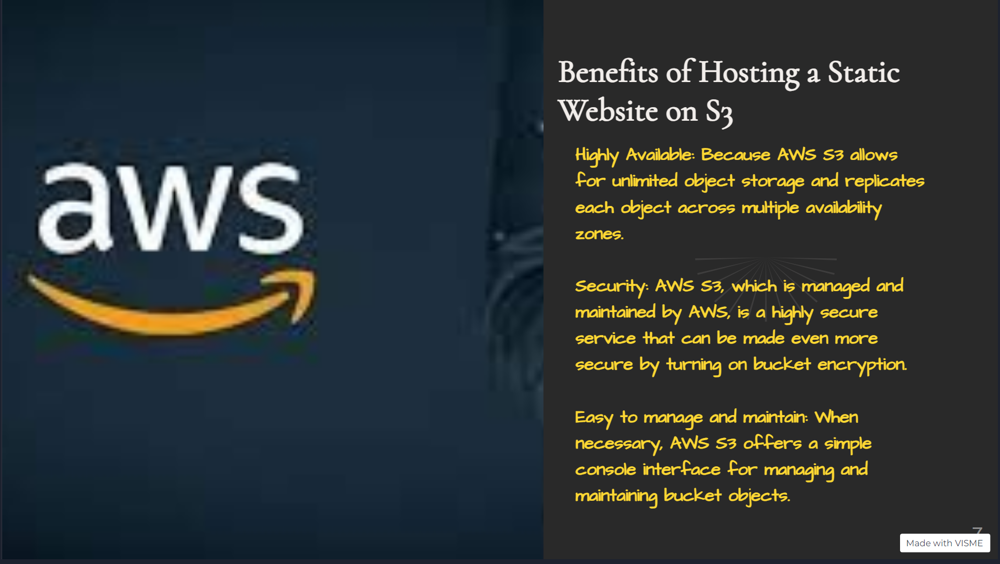 aws
Benefits of Hosting a Static
Website on S3
Highly Available: Because AWS S3 allows
for unlimited object storage and replicates
each object across multiple availability
zones.
Security: AWS S3, which is managed and
maintained by AWS, is a highly secure
service that can be made even more
secure by turning on bucket encryption.
Easy to manage and maintain: When
necessary, AWS S3 offers a simple
console interface for managing and
maintaining bucket objects.
7
Made with VISME